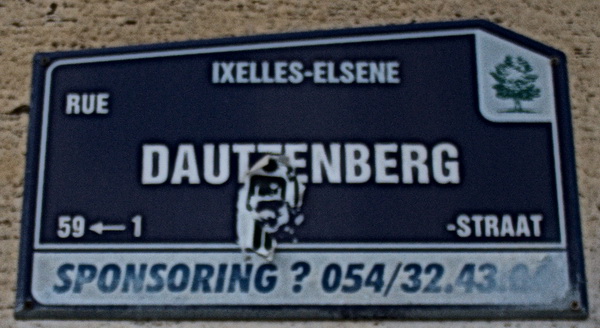 IXELLES-ELSENE
RUE
DAUTZENBERG
59 ← 1 -STRAAT
SPONSORING ? 054/32.43.